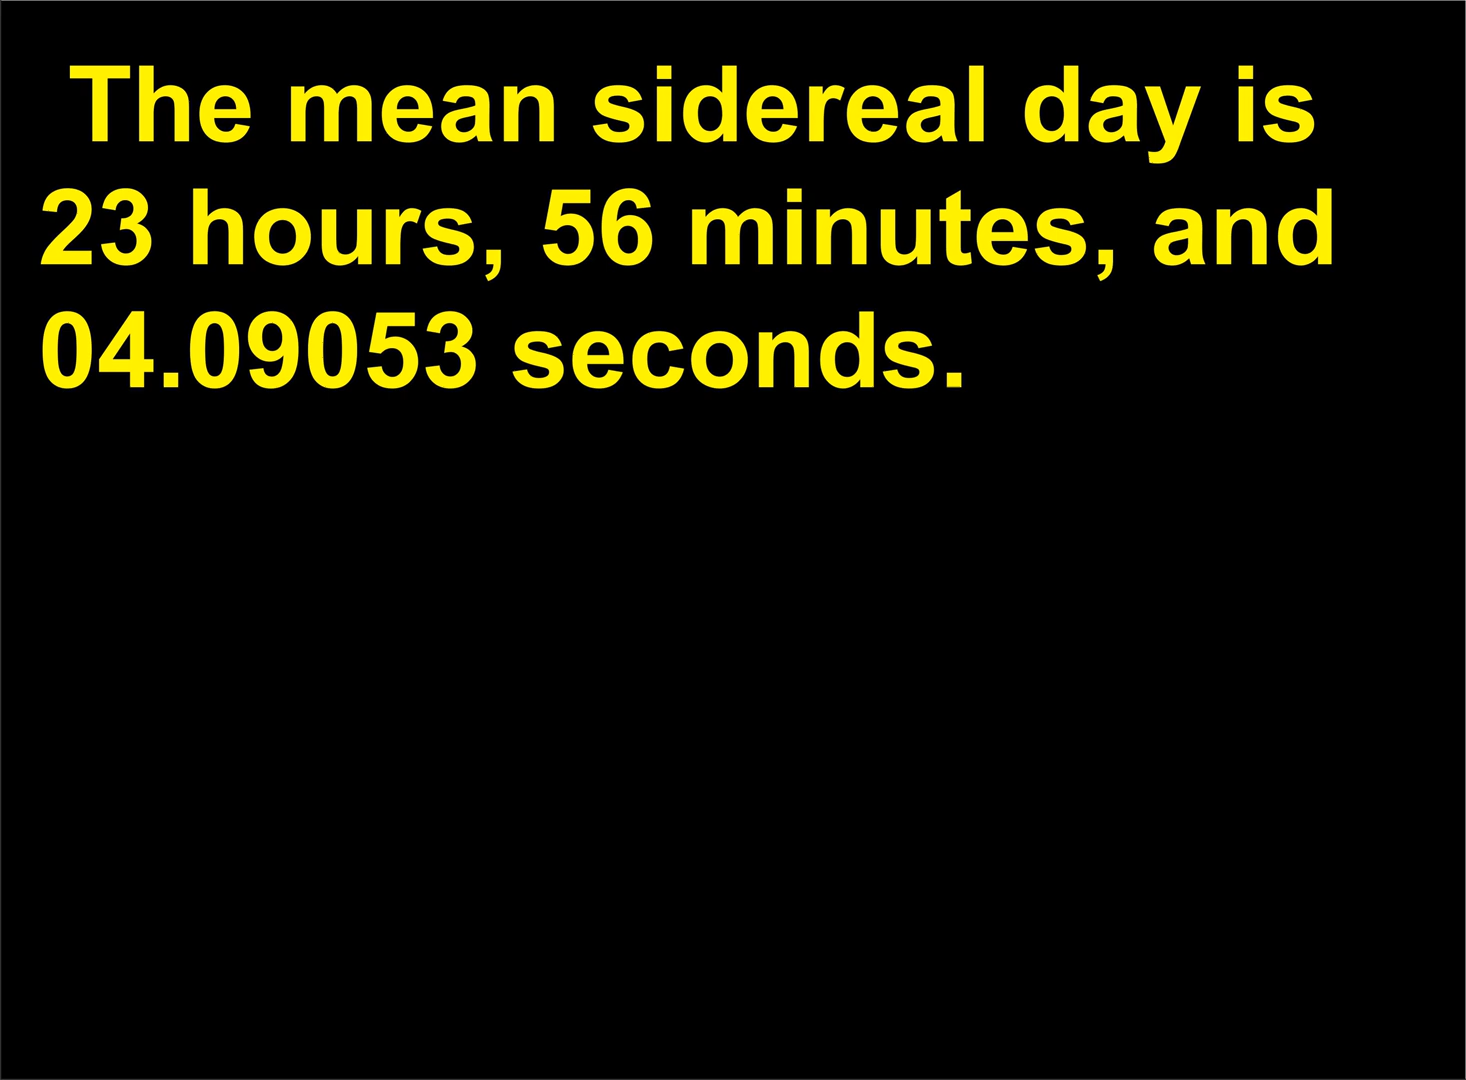 The mean sidereal day is
23 hours, 56 minutes, and
04.09053 seconds.